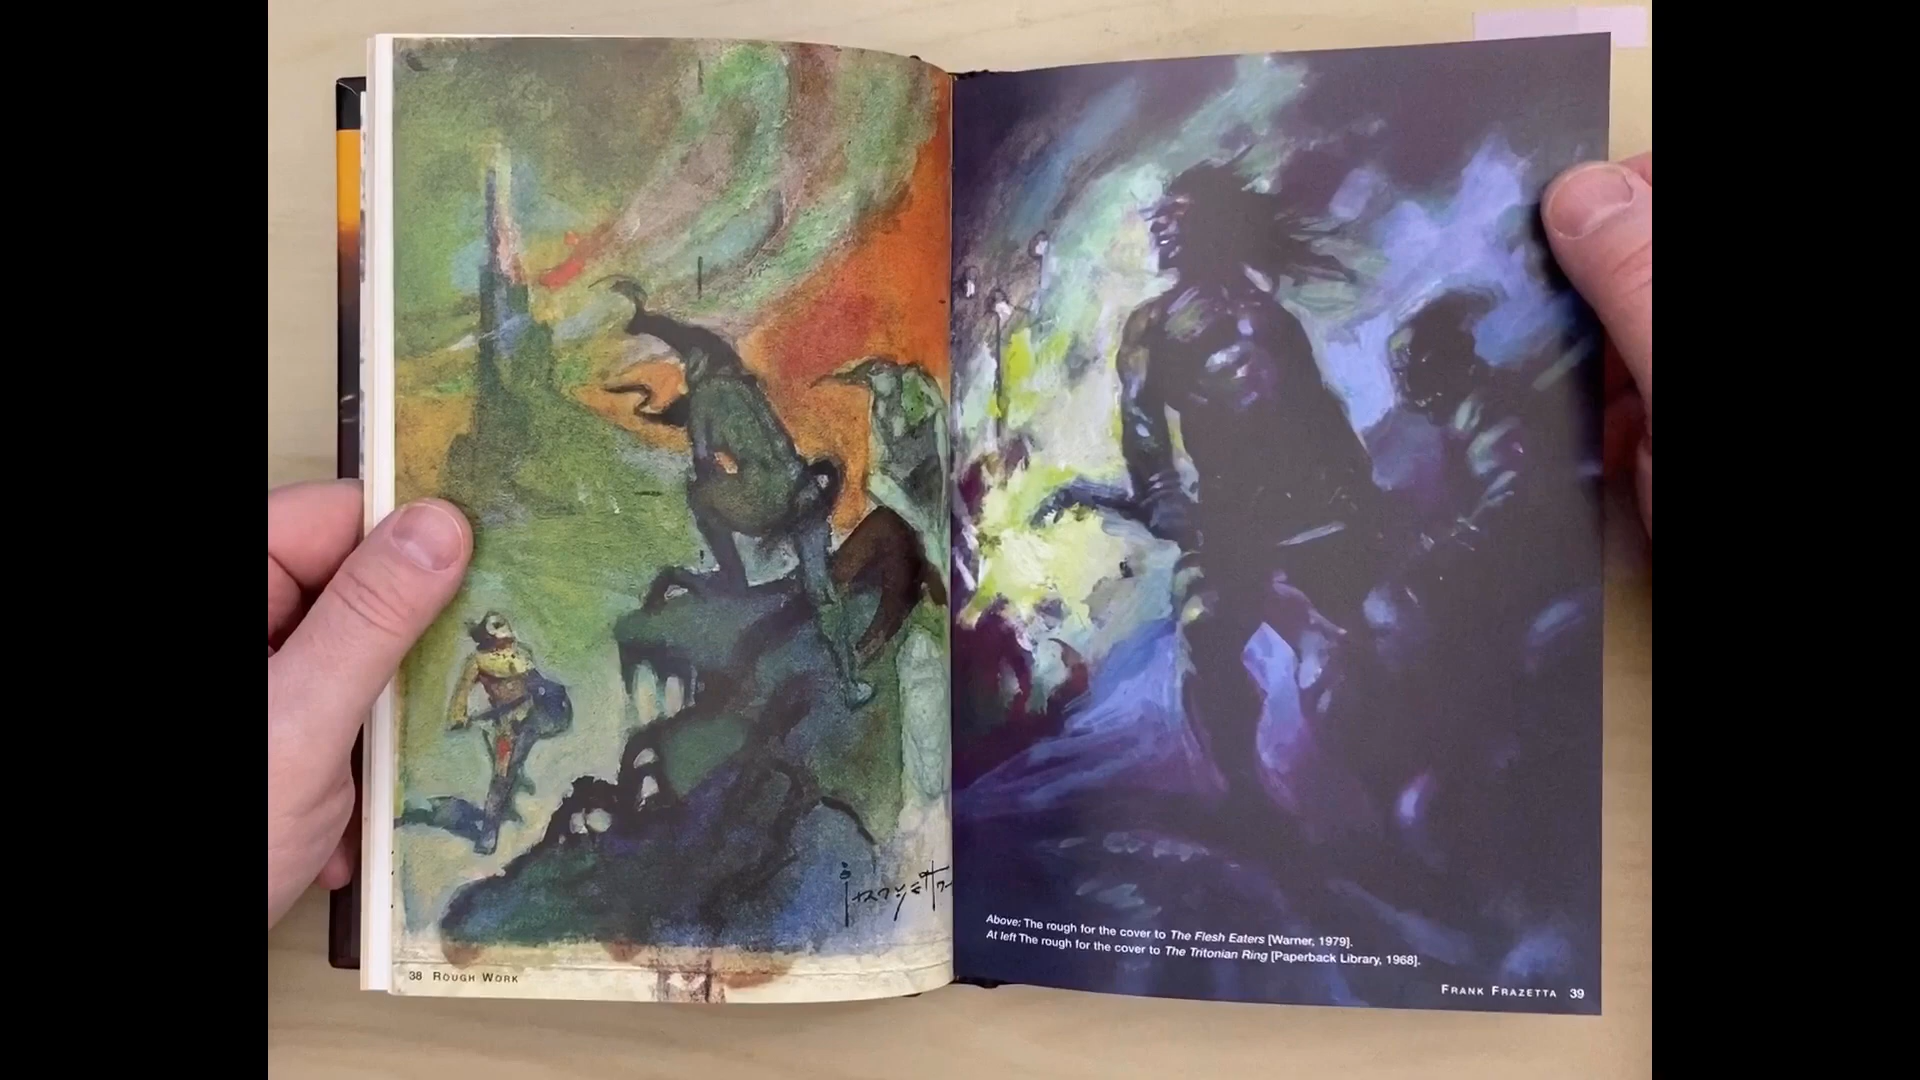 Frazetta
38 ROUGH WORK
Above: The rough for the cover to The Flesh Eaters [Warner, 1979].
At left The rough for the cover to The Tritonian Ring [Paperback Library, 1968].
FRANK FRAZETTA 39